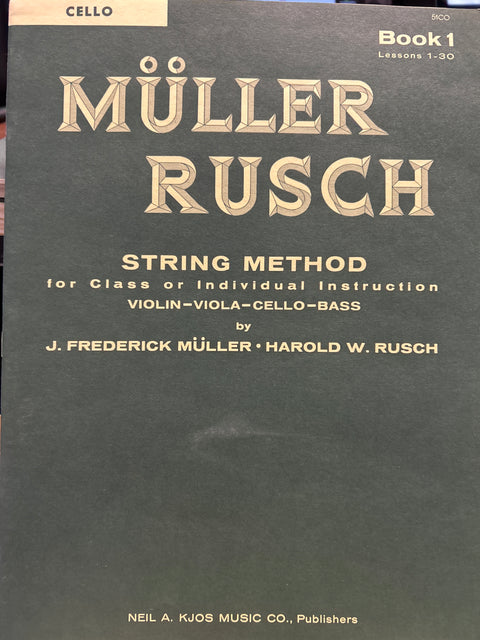 CELLO
51CO
Book 1
Lessons 1-30
MÜLLER
RUSCH
STRING METHOD
for Class or Individual Instruction
VIOLIN–VIOLA–CELLO–BASS
by
J. FREDERICK MÜLLER • HAROLD W. RUSCH
NEIL A. KJOS MUSIC CO., Publishers